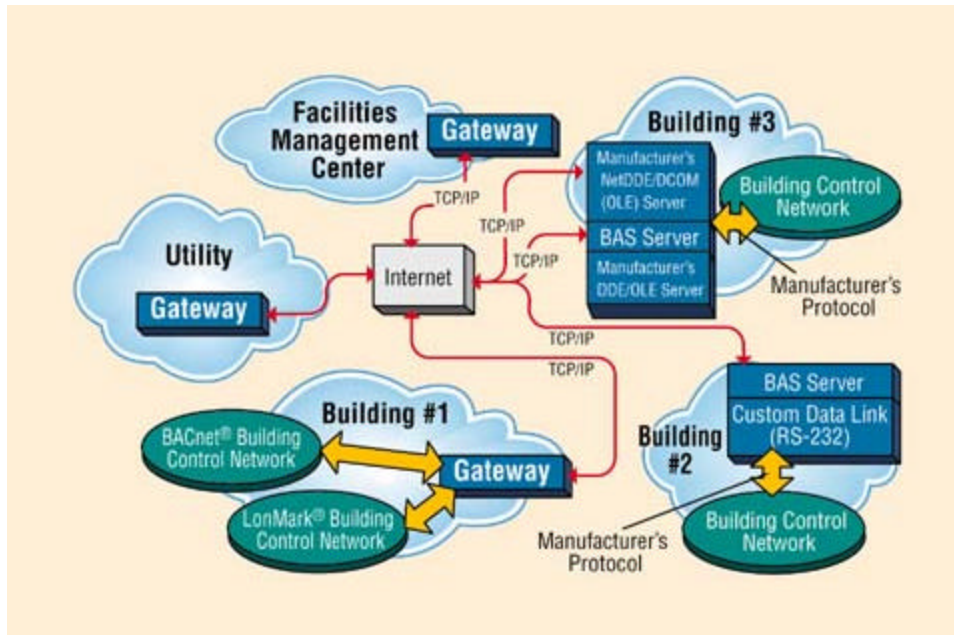 Facilities
Management
Center
Gateway
TCP/IP
Building #3
Manufacturer's
NetDDE/DCOM
(OLE) Server
BAS Server
Manufacturer's
DDE/OLE Server
Building Control
Network
Manufacturer's
Protocol
TCP/IP
TCP/IP
Utility
Gateway
Internet
TCP/IP
TCP/IP
Building #1
BACnet® Building
Control Network
LonMark® Building
Control Network
Gateway
Building
#2
BAS Server
Custom Data Link
(RS-232)
Manufacturer's
Protocol
Building Control
Network